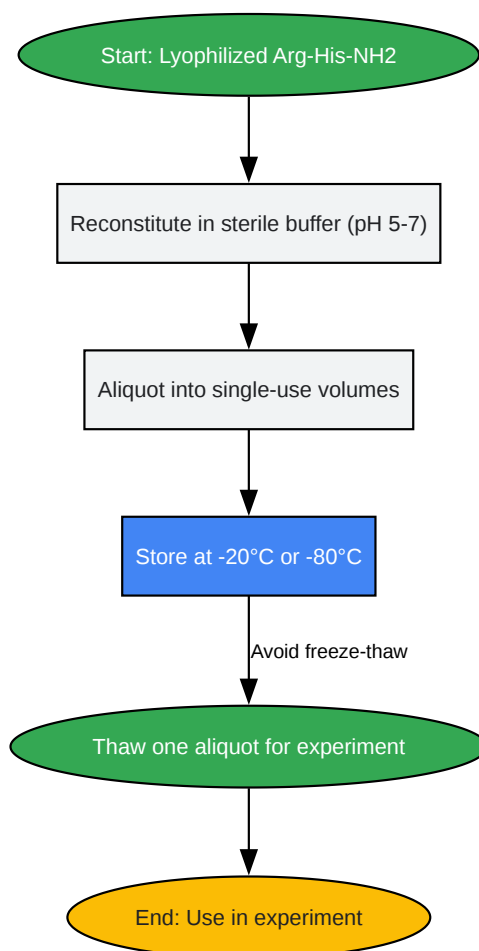 Start: Lyophilized Arg-His-NH2
Reconstitute in sterile buffer (pH 5-7)
Aliquot into single-use volumes
Store at -20°C or -80°C
Avoid freeze-thaw
Thaw one aliquot for experiment
End: Use in experiment